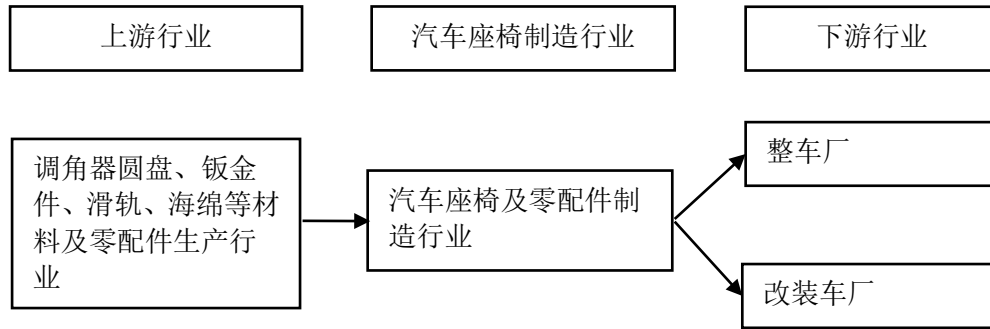 上游行业
汽车座椅制造行业
下游行业
调角器圆盘、钣金
件、滑轨、海绵等材
料及零配件生产行
业
汽车座椅及零配件制
造行业
整车厂
改装车厂